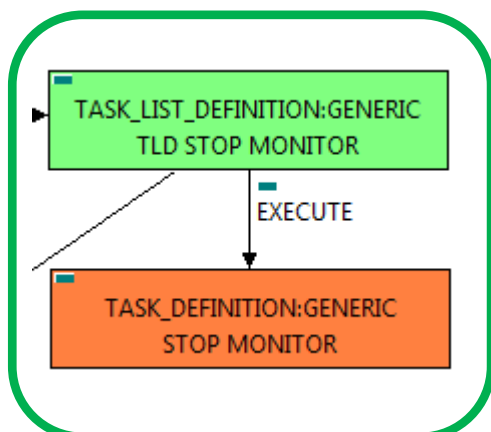 TASK_LIST_DEFINITION:GENERIC
TLD STOP MONITOR
EXECUTE
TASK_DEFINITION:GENERIC
STOP MONITOR